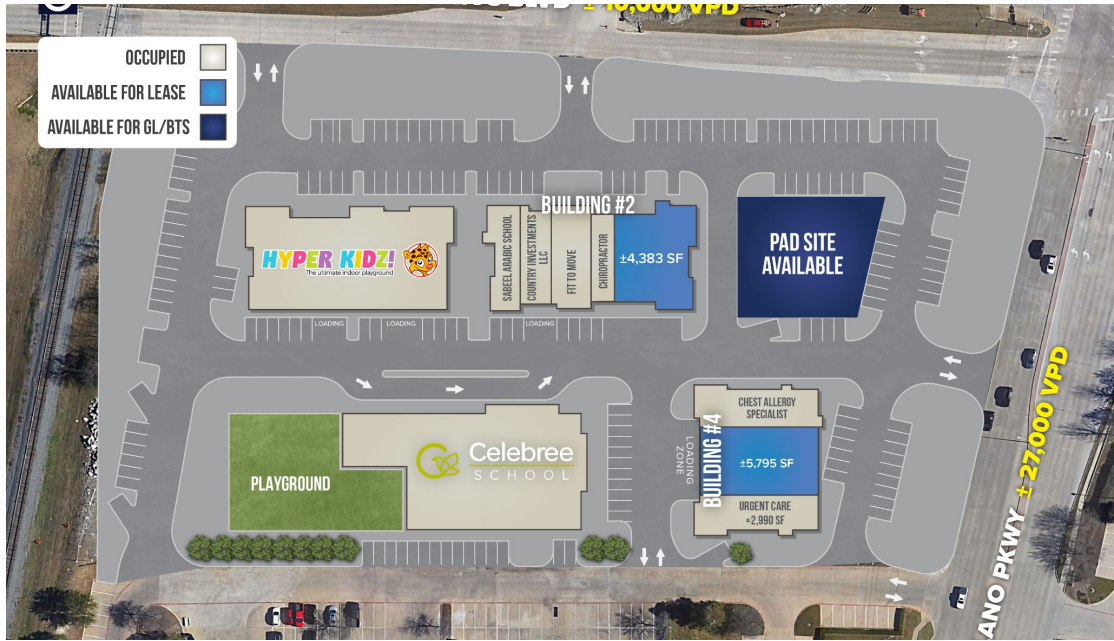 ± 10,000 VPD
OCCUPIED
AVAILABLE FOR LEASE
AVAILABLE FOR GL/BTS
BUILDING #2
HYPER KIDZ!
The ultimate indoor playground
SABEEL ARABIC SCHOOL
COUNTRY INVESTMENTS
LLC
FIT TO MOVE
CHIROPRACTOR
±4,383 SF
PAD SITE
AVAILABLE
LOADING
LOADING
LOADING
Celebree
SCHOOL
PLAYGROUND
BUILDING #4
LOADING
ZONE
CHEST ALLERGY
SPECIALIST
±5,795 SF
URGENT CARE
±2,990 SF
PKWY ± 27,000 VPD